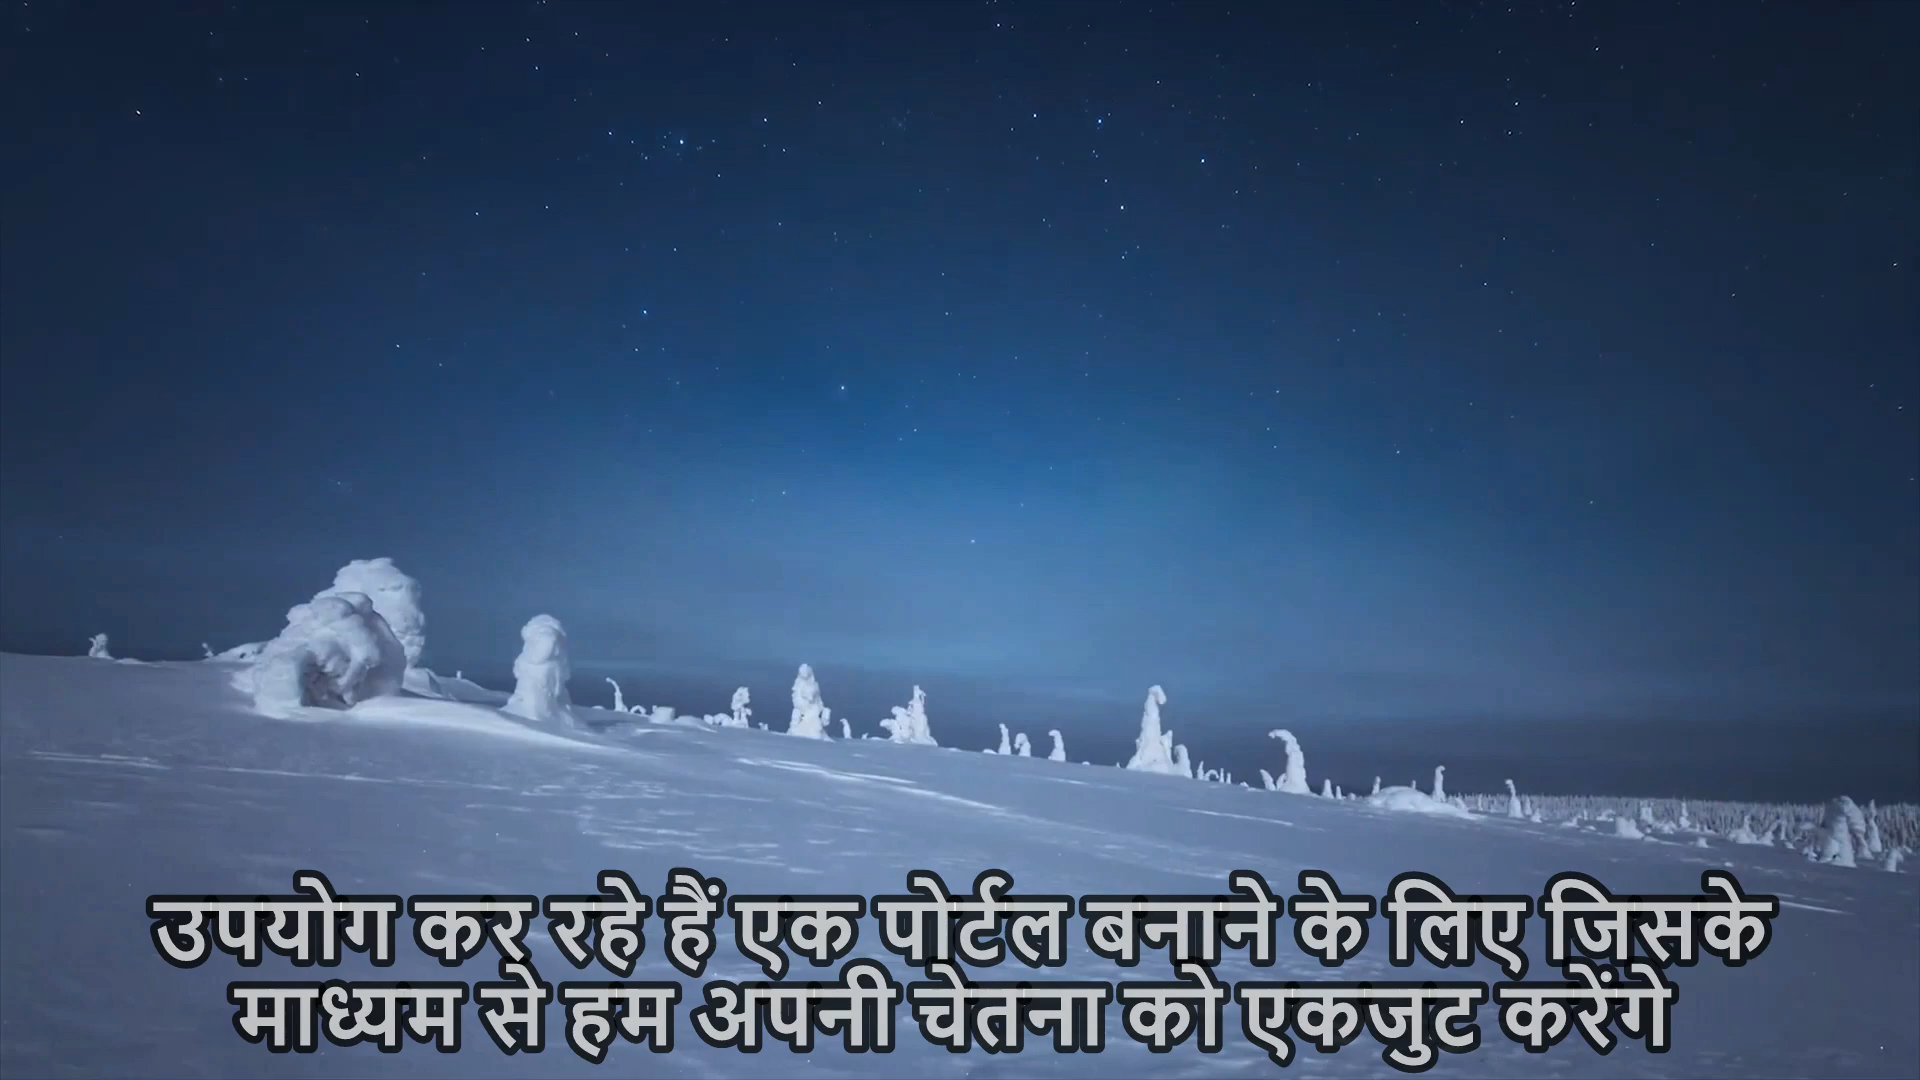 उपयोग कर रहे हैं एक पोर्टल बनाने के लिए जिसके
माध्यम से हम अपनी चेतना को एकजुट करेंगे